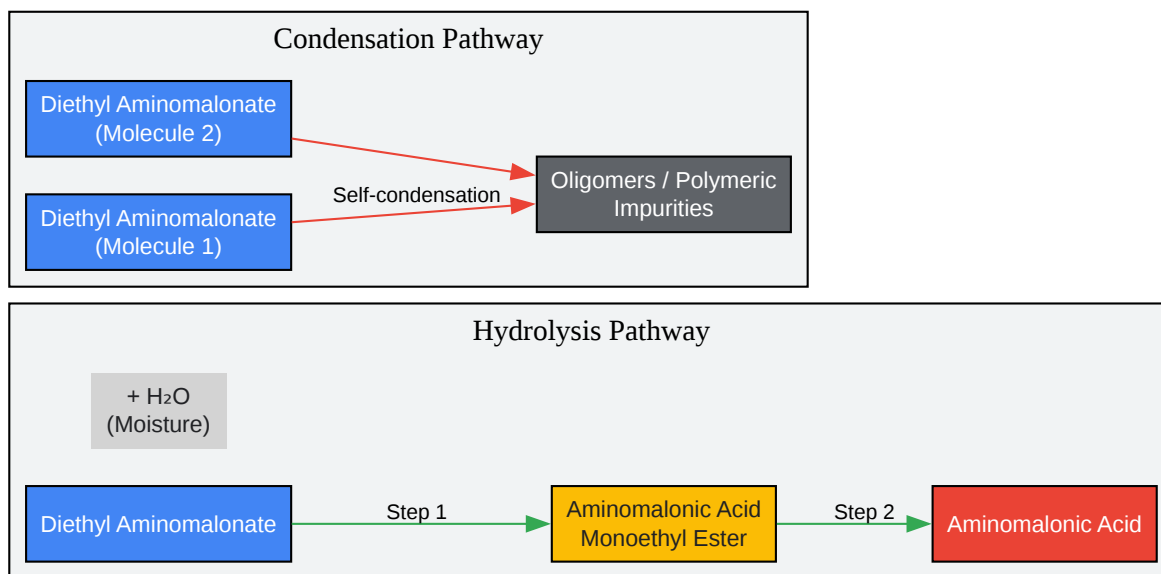 Condensation Pathway
Diethyl Aminomalonate
(Molecule 2)
Oligomers / Polymeric
Impurities
Self-condensation
Diethyl Aminomalonate
(Molecule 1)
Hydrolysis Pathway
+ H₂O
(Moisture)
Diethyl Aminomalonate
Step 1
Aminomalonic Acid
Monoethyl Ester
Step 2
Aminomalonic Acid